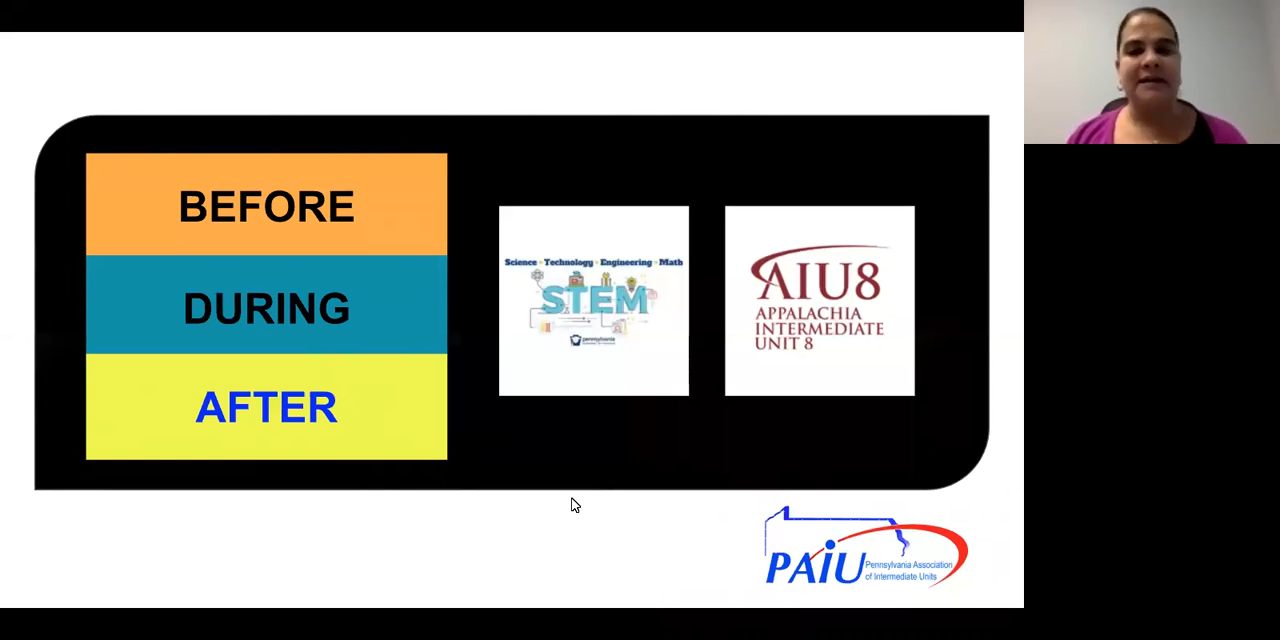 BEFORE
DURING
AFTER
Science - Technology - Engineering - Math
STEM
pennsylvania
AIU8
APPALACHIA
INTERMEDIATE
UNIT 8
PAIU
Pennsylvania Association
of Intermediate Units